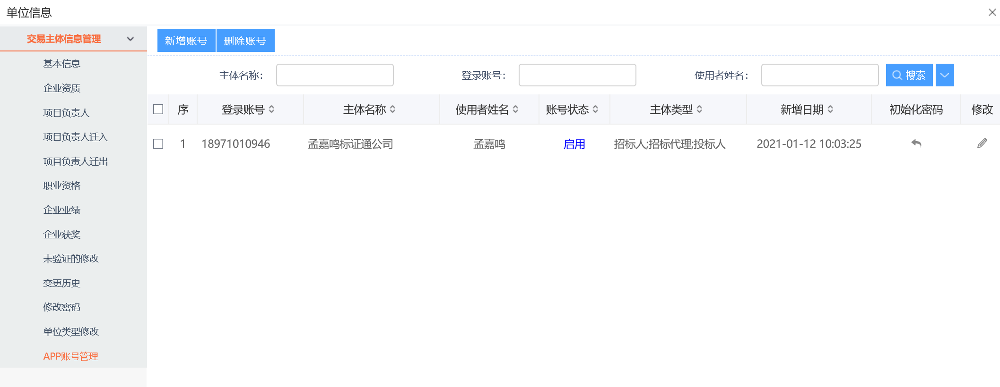 单位信息
交易主体信息管理
基本信息
企业资质
项目负责人
项目负责人迁入
项目负责人迁出
职业资格
企业业绩
企业获奖
未验证的修改
变更历史
修改密码
单位类型修改
APP账号管理
新增账号 删除账号
主体名称： 登录账号： 使用者姓名： 搜索
序 登录账号 主体名称 使用者姓名 账号状态 主体类型 新增日期 初始化密码 修改
1 18971010946 孟嘉鸣标证通公司 孟嘉鸣 启用 招标人;招标代理;投标人 2021-01-12 10:03:25